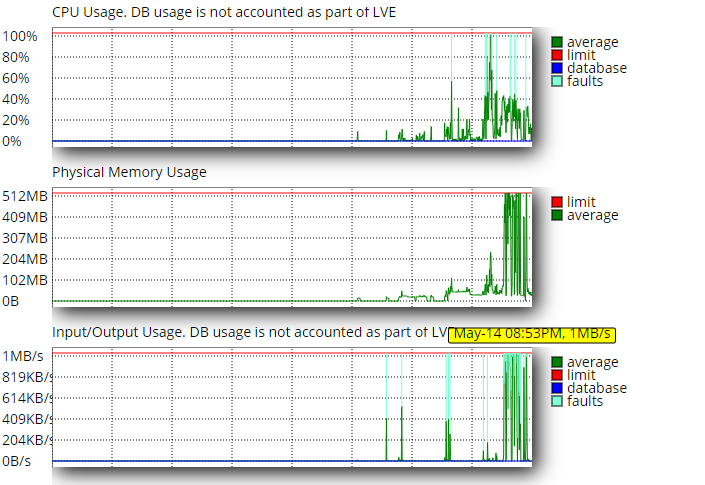 CPU Usage. DB usage is not accounted as part of LVE
100%
80%
60%
40%
20%
0%
average
limit
database
faults
Physical Memory Usage
512MB
409MB
307MB
204MB
102MB
0B
limit
average
Input/Output Usage. DB usage is not accounted as part of LV
May-14 08:53PM, 1MB/s
1MB/s
819KB/s
614KB/s
409KB/s
204KB/s
0B/s
average
limit
database
faults